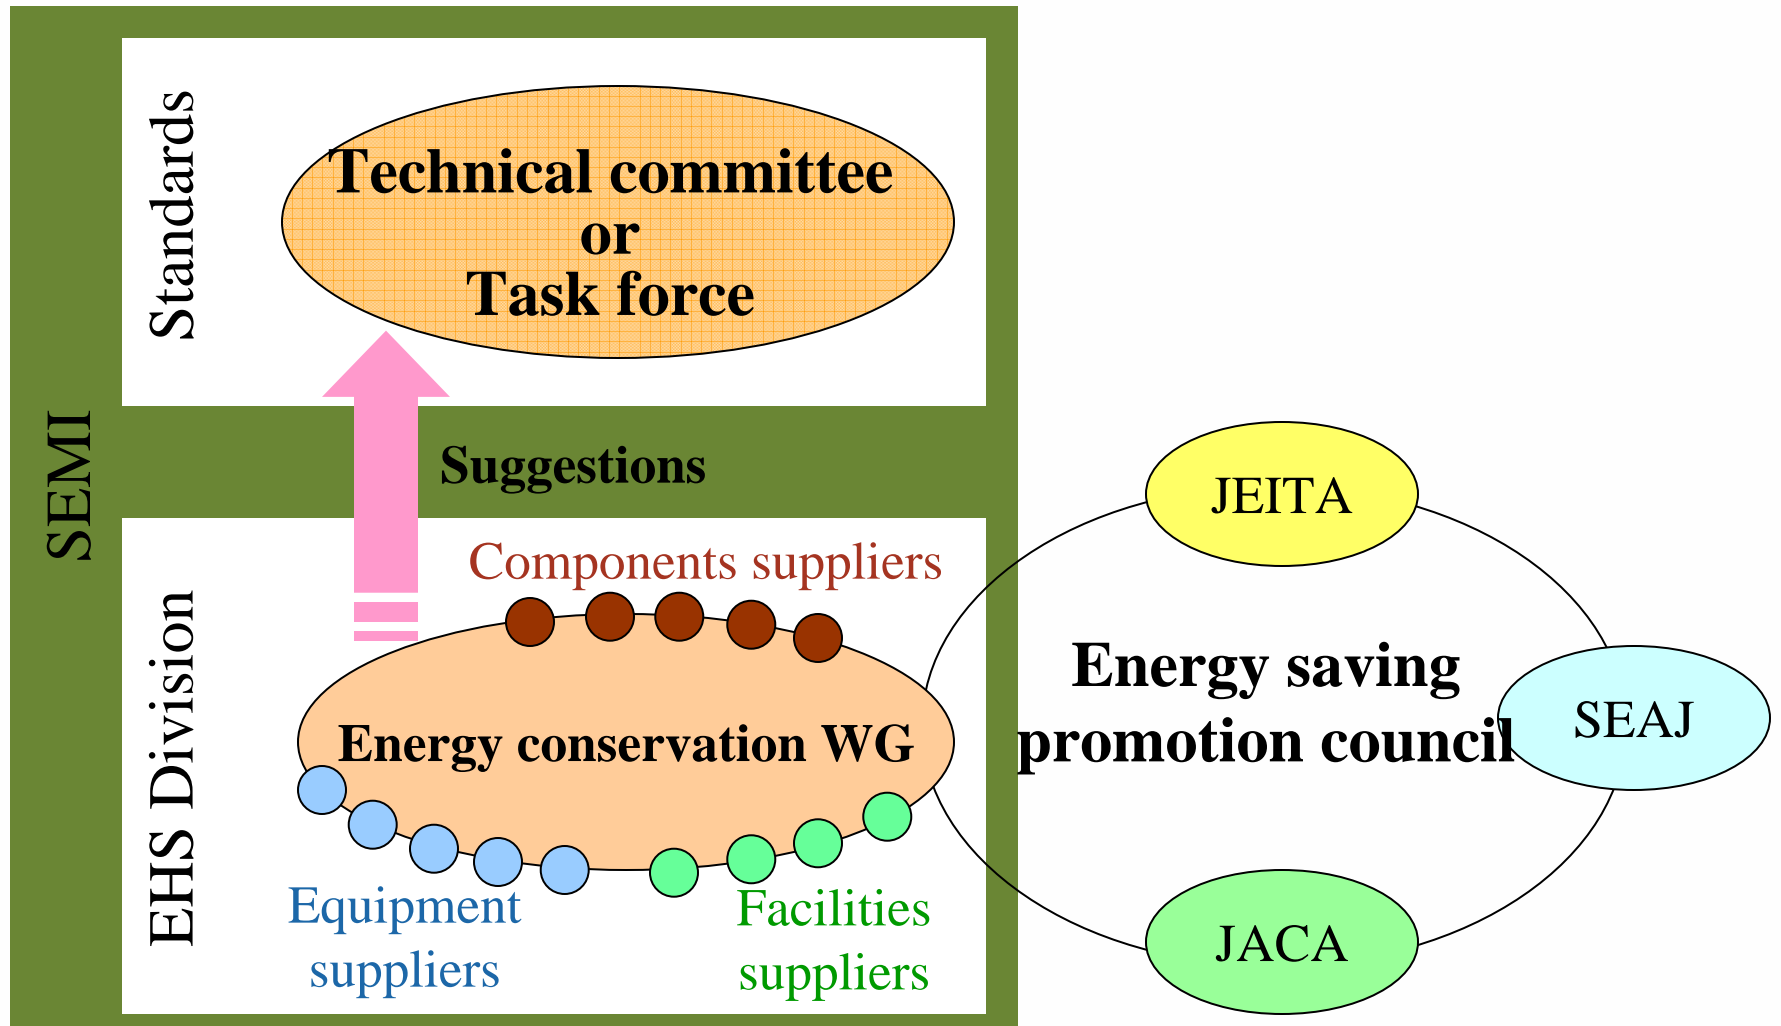 SEMI
Standards
Technical committee
or
Task force
Suggestions
EHS Division
Components suppliers
Energy conservation WG
Equipment
suppliers
Facilities
suppliers
JEITA
Energy saving
promotion council
SEAJ
JACA